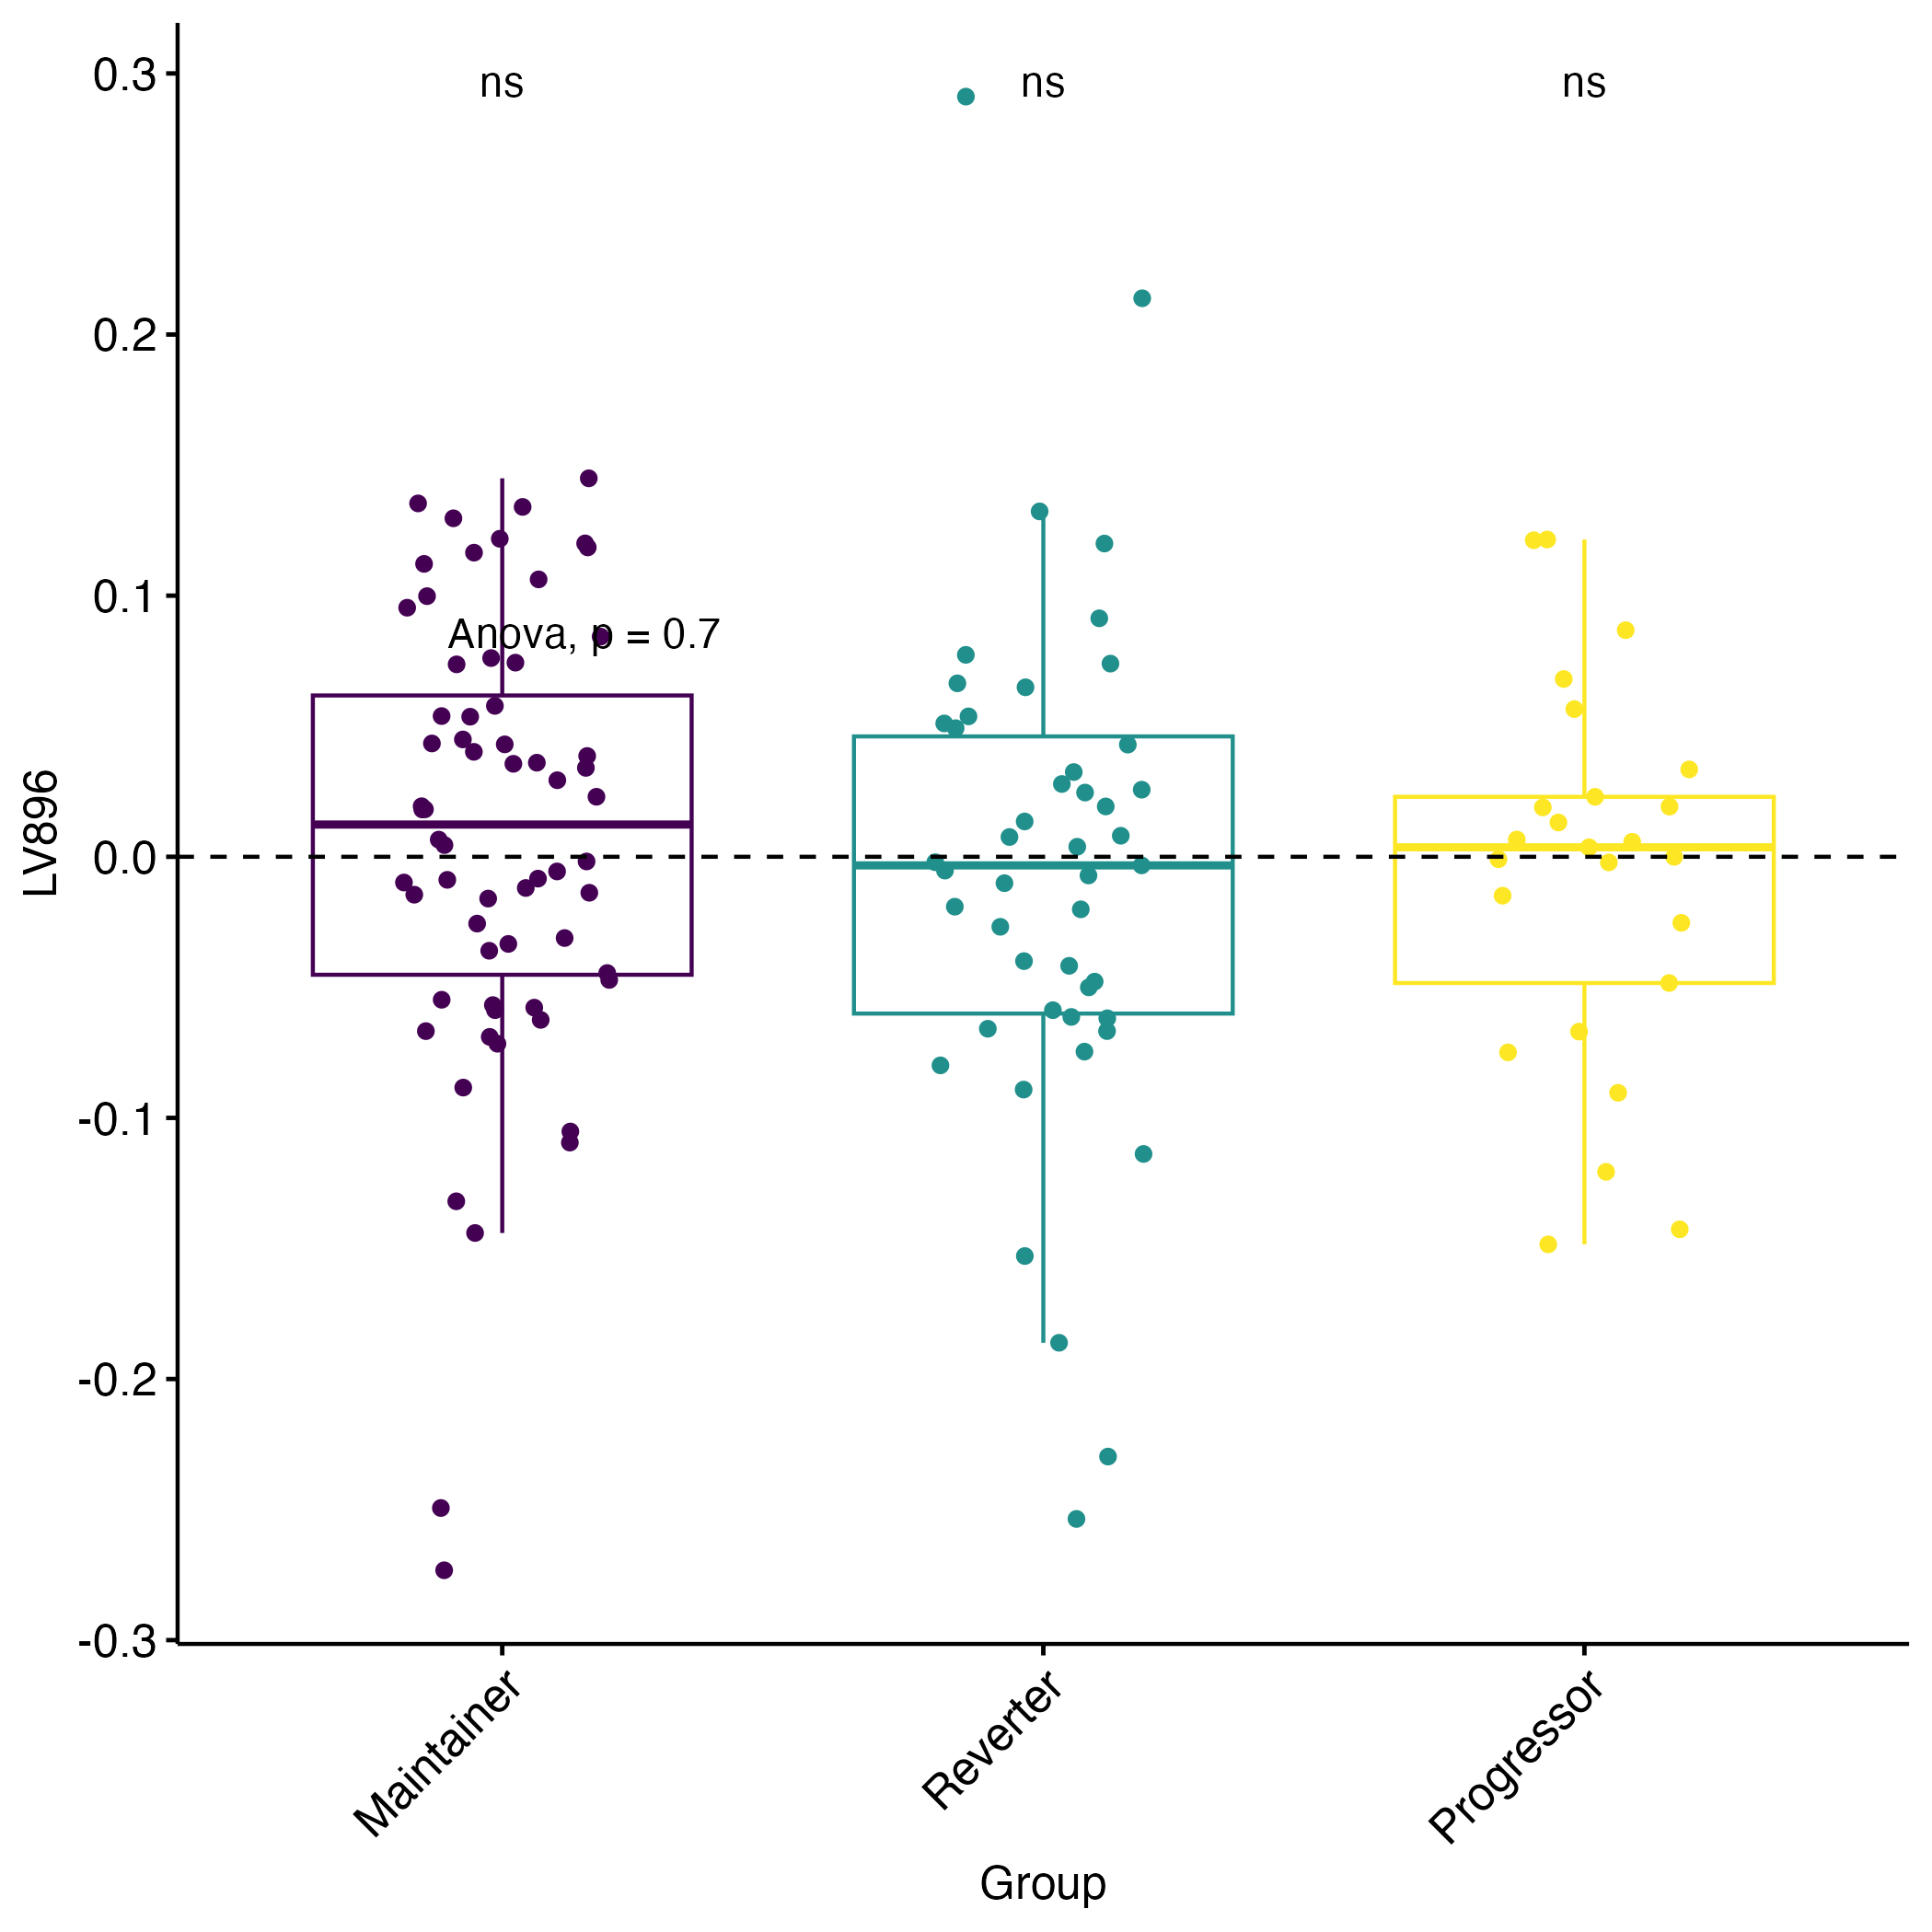 ns ns ns
0.3
0.2
0.1
Anova, p = 0.7
0.0
-0.1
-0.2
-0.3
LV896
Maintainer Reverter Progressor
Group